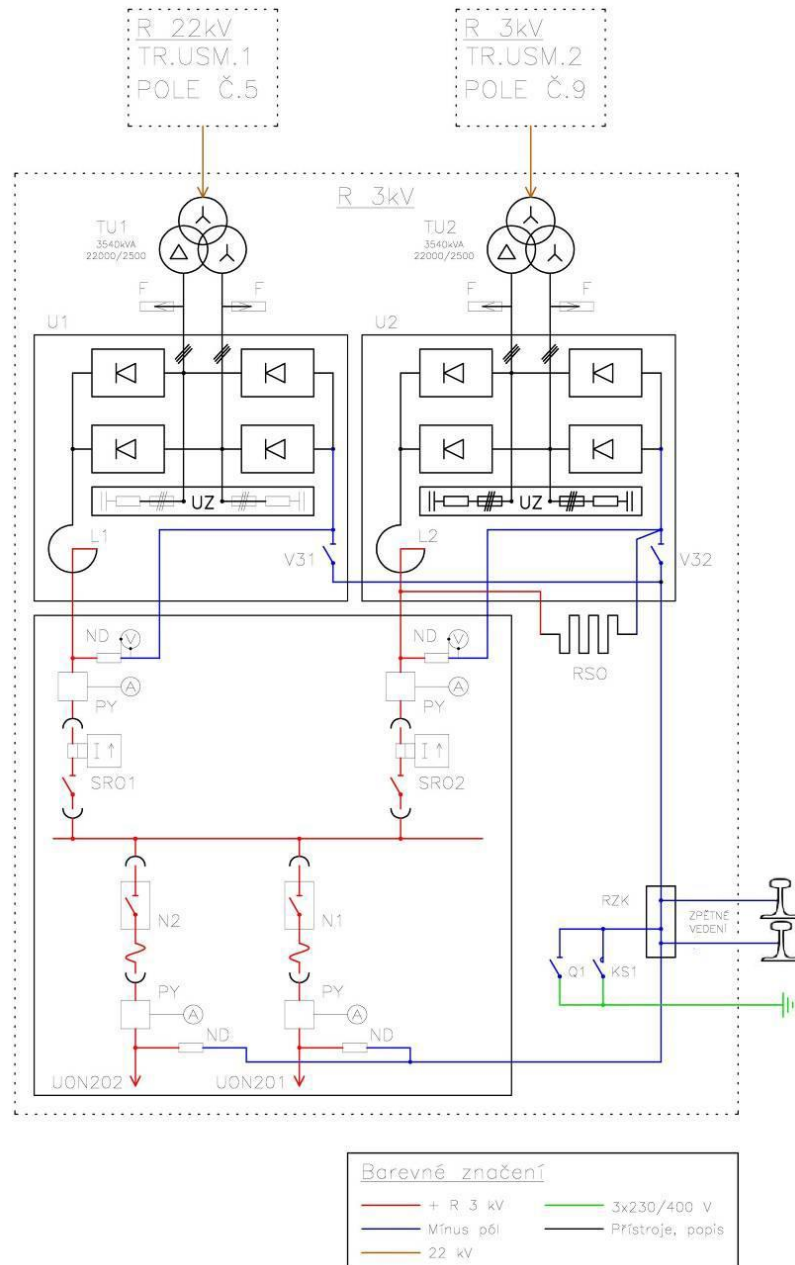 R 22kV
TR.USM.1
POLE Č.5
R 3kV
TR.USM.2
POLE Č.9
R 3kV
TU1
3540kVA
22000/2500
TU2
3540kVA
22000/2500
F
F
F
F
U1
U2
UZ
UZ
L1
L2
V31
V32
ND
V
ND
V
RSO
PY
A
PY
A
I
I
SRO1
SRO2
N2
N1
RZK
ZPĚTNÉ
VEDENÍ
Q1
KS1
PY
A
PY
A
ND
ND
UON202
UON201
Barevné značení
+ R 3 kV
3x230/400 V
Mínus pól
Přístroje, popis
22 kV